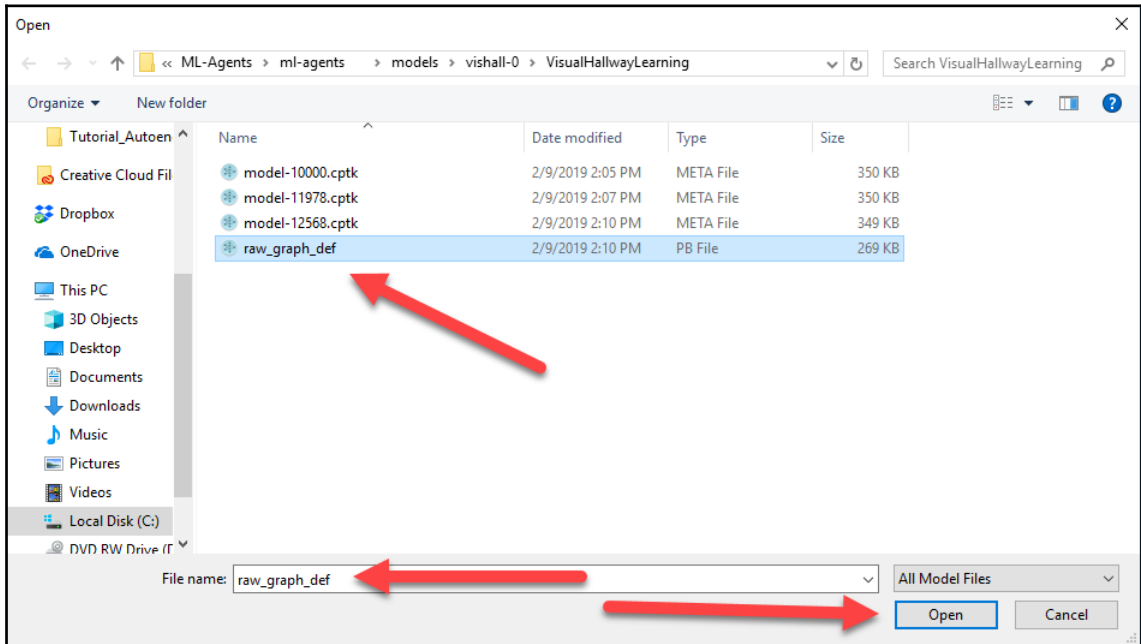 Open
« ML-Agents › ml-agents › models › vishall-0 › VisualHallwayLearning
Search VisualHallwayLearning
Organize
New folder
Name Date modified Type Size
Tutorial_Autoen
Creative Cloud Fil
Dropbox
OneDrive
This PC
3D Objects
Desktop
Documents
Downloads
Music
Pictures
Videos
Local Disk (C:)
DVD RW Drive (
model-10000.cptk 2/9/2019 2:05 PM META File 350 KB
model-11978.cptk 2/9/2019 2:07 PM META File 350 KB
model-12568.cptk 2/9/2019 2:10 PM META File 349 KB
raw_graph_def 2/9/2019 2:10 PM PB File 269 KB
File name: raw_graph_def
All Model Files
Open Cancel